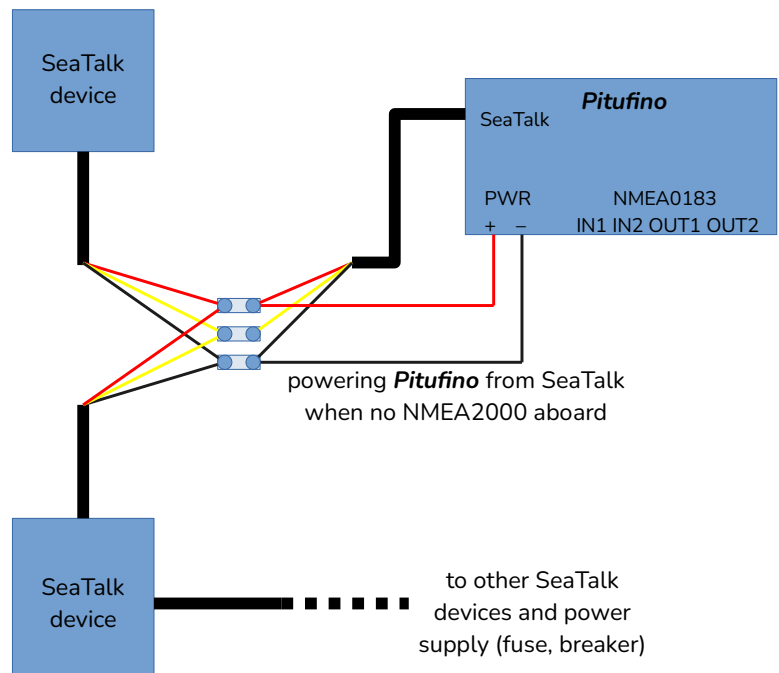 SeaTalk
device
Pitufino
SeaTalk
PWR
NMEA0183
+ –
IN1 IN2 OUT1 OUT2
powering Pitufino from SeaTalk
when no NMEA2000 aboard
SeaTalk
device
to other SeaTalk
devices and power
supply (fuse, breaker)